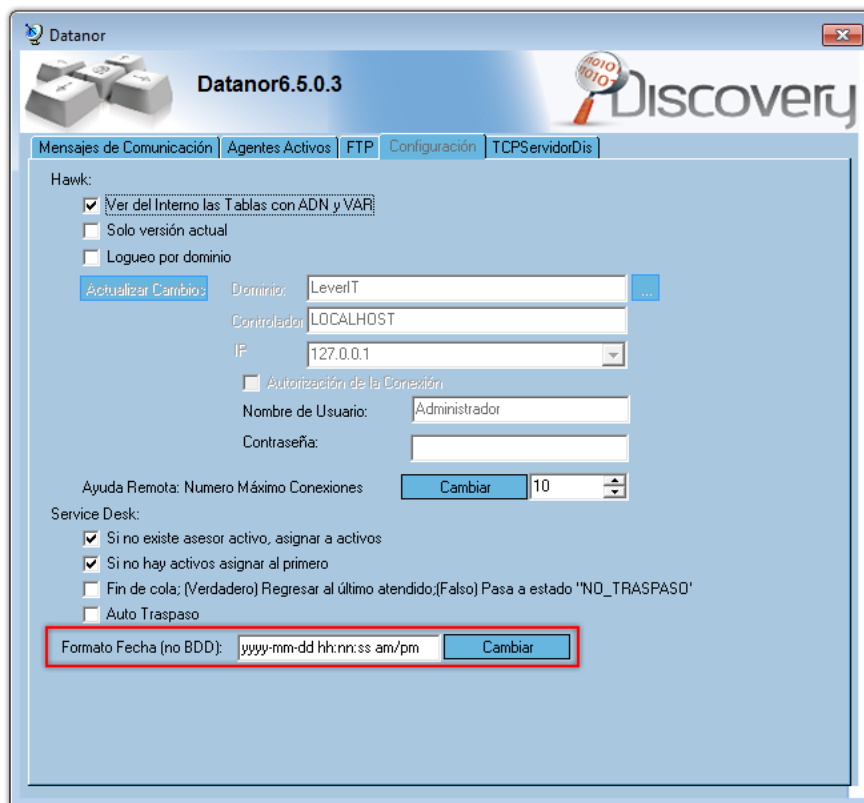 Datanor
Datanor6.5.0.3
Discovery
Mensajes de Comunicación Agentes Activos FTP Configuración TCPServidorDis
Hawk:
Ver del Interno las Tablas con ADN y VAR
Solo versión actual
Logueo por dominio
Actualizar Cambios Dominio: LeverIT ...
Controlador LOCALHOST
IP 127.0.0.1
Autorización de la Conexión
Nombre de Usuario: Administrador
Contraseña:
Ayuda Remota: Numero Máximo Conexiones Cambiar 10
Service Desk:
Si no existe asesor activo, asignar a activos
Si no hay activos asignar al primero
Fin de cola; (Verdadero) Regresar al último atendido;(Falso) Pasa a estado "NO_TRASPASO'
Auto Traspaso
Formato Fecha (no BDD): yyyy-mm-dd hh:nn:ss am/pm Cambiar